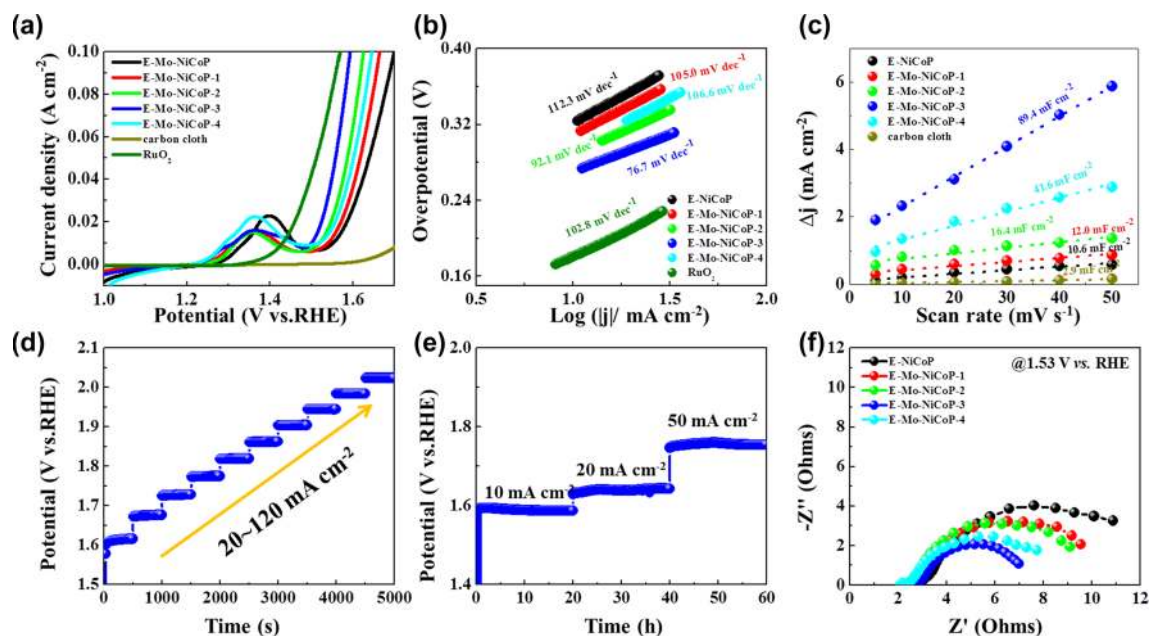 (a)
0.10
0.08
0.06
0.04
0.02
0.00
Current density (A cm⁻²)
E-Mo-NiCoP
E-Mo-NiCoP-1
E-Mo-NiCoP-2
E-Mo-NiCoP-3
E-Mo-NiCoP-4
carbon cloth
RuO₂
1.0 1.2 1.4 1.6
Potential (V vs.RHE)
(b)
0.40
0.32
0.24
0.16
Overpotential (V)
112.3 mV dec⁻¹
105.0 mV dec⁻¹
106.6 mV dec⁻¹
92.1 mV dec⁻¹
76.7 mV dec⁻¹
102.8 mV dec⁻¹
E-NiCoP
E-Mo-NiCoP-1
E-Mo-NiCoP-2
E-Mo-NiCoP-3
E-Mo-NiCoP-4
RuO₂
0.5 1.0 1.5 2.0
Log (|j|/ mA cm⁻²)
(c)
6
4
2
0
Δj (mA cm⁻²)
E-NiCoP
E-Mo-NiCoP-1
E-Mo-NiCoP-2
E-Mo-NiCoP-3
E-Mo-NiCoP-4
carbon cloth
89.4 mF cm⁻²
41.6 mF cm⁻²
16.4 mF cm⁻²
12.0 mF cm⁻²
10.6 mF cm⁻²
.9 mF cm⁻²
10 20 30 40 50
Scan rate (mV s⁻¹)
(d)
2.1
2.0
1.9
1.8
1.7
1.6
1.5
Potential (V vs.RHE)
20~120 mA cm⁻²
0 1000 2000 3000 4000 5000
Time (s)
(e)
2.0
1.8
1.6
1.4
Potential (V vs.RHE)
10 mA cm⁻²
20 mA cm⁻²
50 mA cm⁻²
0 10 20 30 40 50 60
Time (h)
(f)
12
10
8
6
4
2
0
-Z'' (Ohms)
E-NiCoP
E-Mo-NiCoP-1
E-Mo-NiCoP-2
E-Mo-NiCoP-3
E-Mo-NiCoP-4
@1.53 V vs. RHE
0 2 4 6 8 10 12 14
Z' (Ohms)